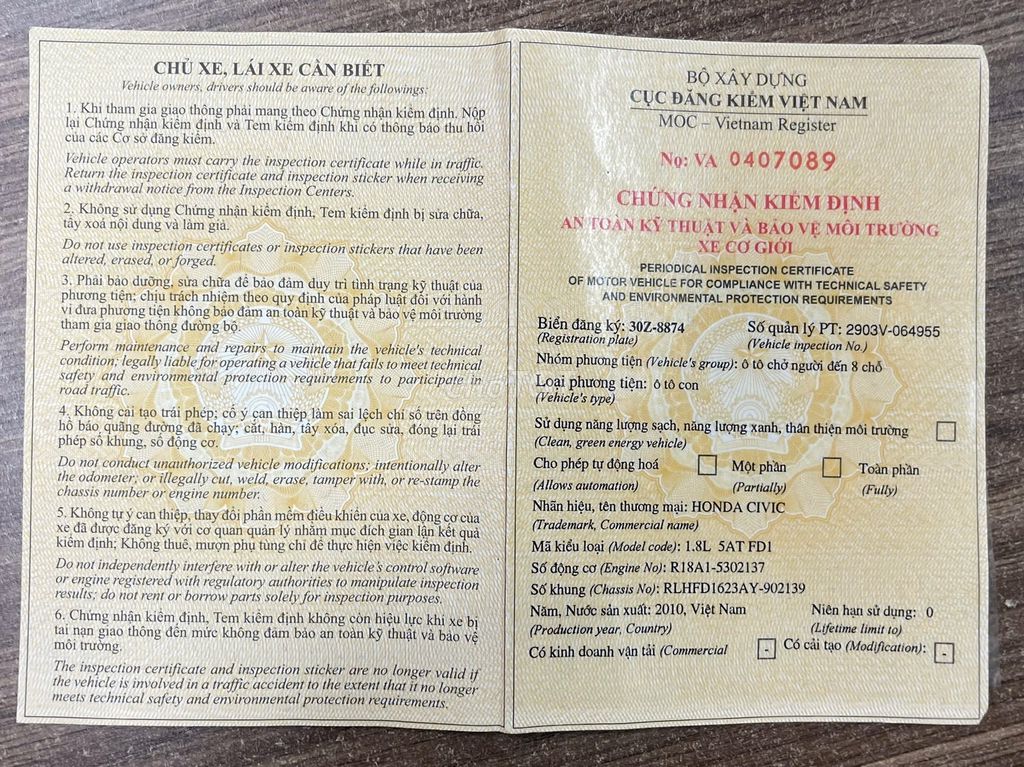 CHỦ XE, LÁI XE CẦN BIẾT
Vehicle owners, drivers should be aware of the followings:
1. Khi tham gia giao thông phải mang theo Chứng nhận kiểm định. Nộp
lại Chứng nhận kiểm định và Tem kiểm định khi có thông báo thu hồi
của các Cơ sở đăng kiểm.
Vehicle operators must carry the inspection certificate while in traffic.
Return the inspection certificate and inspection sticker when receiving
a withdrawal notice from the Inspection Centers.
2. Không sử dụng Chứng nhận kiểm định, Tem kiểm định bị sửa chữa,
tẩy xoá nội dung và làm giả.
Do not use inspection certificates or inspection stickers that have been
altered, erased, or forged.
3. Phải bảo dưỡng, sửa chữa để bảo đảm duy trì tình trạng kỹ thuật của
phương tiện; chịu trách nhiệm theo quy định của pháp luật đối với hành
vi đưa phương tiện không bảo đảm an toàn kỹ thuật và bảo vệ môi trường
tham gia giao thông đường bộ.
Perform maintenance and repairs to maintain the vehicle's technical
condition; legally liable for operating a vehicle that fails to meet technical
safety and environmental protection requirements to participate in
road traffic.
4. Không cải tạo trái phép; cố ý can thiệp làm sai lệch chỉ số trên đồng
hồ báo quãng đường đã chạy; cắt, hàn, tẩy xóa, đục sửa, đóng lại trái
phép số khung, số động cơ.
Do not conduct unauthorized vehicle modifications; intentionally alter
the odometer; or illegally cut, weld, erase, tamper with, or re-stamp the
chassis number or engine number.
5. Không tự ý can thiệp, thay đổi phần mềm điều khiển của xe, động cơ của
xe đã được đăng ký với cơ quan quản lý nhằm mục đích gian lận kết quả
kiểm định; Không thuê, mượn phụ tùng chỉ để thực hiện việc kiểm định.
Do not independently interfere with or alter the vehicle's control software
or engine registered with regulatory authorities to manipulate inspection
results; do not rent or borrow parts solely for inspection purposes.
6. Chứng nhận kiểm định, Tem kiểm định không còn hiệu lực khi xe bị
tai nạn giao thông đến mức không đảm bảo an toàn kỹ thuật và bảo vệ
môi trường.
The inspection certificate and inspection sticker are no longer valid if
the vehicle is involved in a traffic accident to the extent that it no longer
meets technical safety and environmental protection requirements.
BỘ XÂY DỰNG
CỤC ĐĂNG KIỂM VIỆT NAM
MOC – Vietnam Register
No: VA 0407089
CHỨNG NHẬN KIỂM ĐỊNH
AN TOÀN KỸ THUẬT VÀ BẢO VỆ MÔI TRƯỜNG
XE CƠ GIỚI
PERIODICAL INSPECTION CERTIFICATE
OF MOTOR VEHICLE FOR COMPLIANCE WITH TECHNICAL SAFETY
AND ENVIRONMENTAL PROTECTION REQUIREMENTS
Biển đăng ký: 30Z-8874 Số quản lý PT: 2903V-064955
(Registration plate) (Vehicle inpection No.)
Nhóm phương tiện (Vehicle's group): ô tô chở người đến 8 chỗ
Loại phương tiện: ô tô con
(Vehicle's type)
Sử dụng năng lượng sạch, năng lượng xanh, thân thiện môi trường
(Clean, green energy vehicle)
Cho phép tự động hoá Một phần Toàn phần
(Allows automation) (Partially) (Fully)
Nhãn hiệu, tên thương mại: HONDA CIVIC
(Trademark, Commercial name)
Mã kiểu loại (Model code): 1.8L 5AT FD1
Số động cơ (Engine No): R18A1-5302137
Số khung (Chassis No): RLHFD1623AY-902139
Năm, Nước sản xuất: 2010, Việt Nam Niên hạn sử dụng: 0
(Production year, Country) (Lifetime limit to)
Có kinh doanh vận tải (Commercial - Có cải tạo (Modification): -